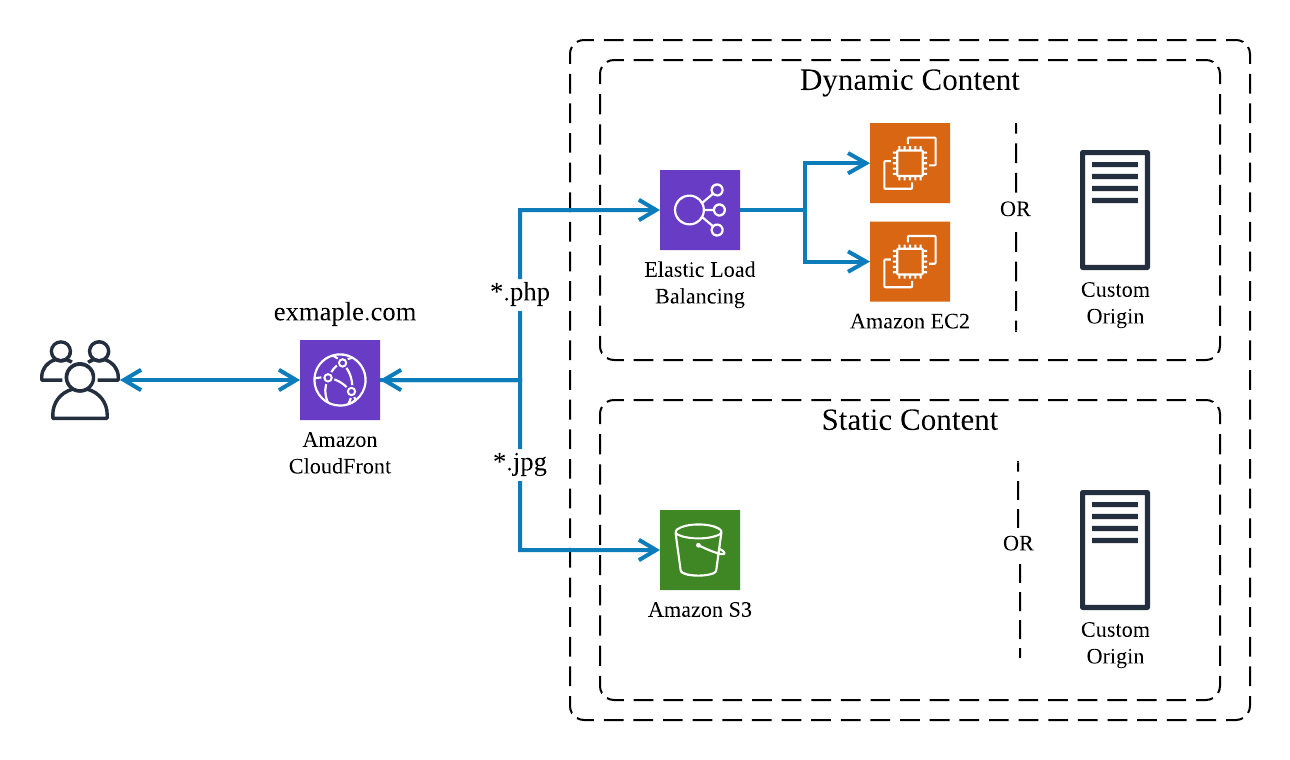 Dynamic Content
Elastic Load
Balancing
Amazon EC2
OR
Custom
Origin
*.php
exmaple.com
Amazon
CloudFront
*.jpg
Static Content
Amazon S3
OR
Custom
Origin